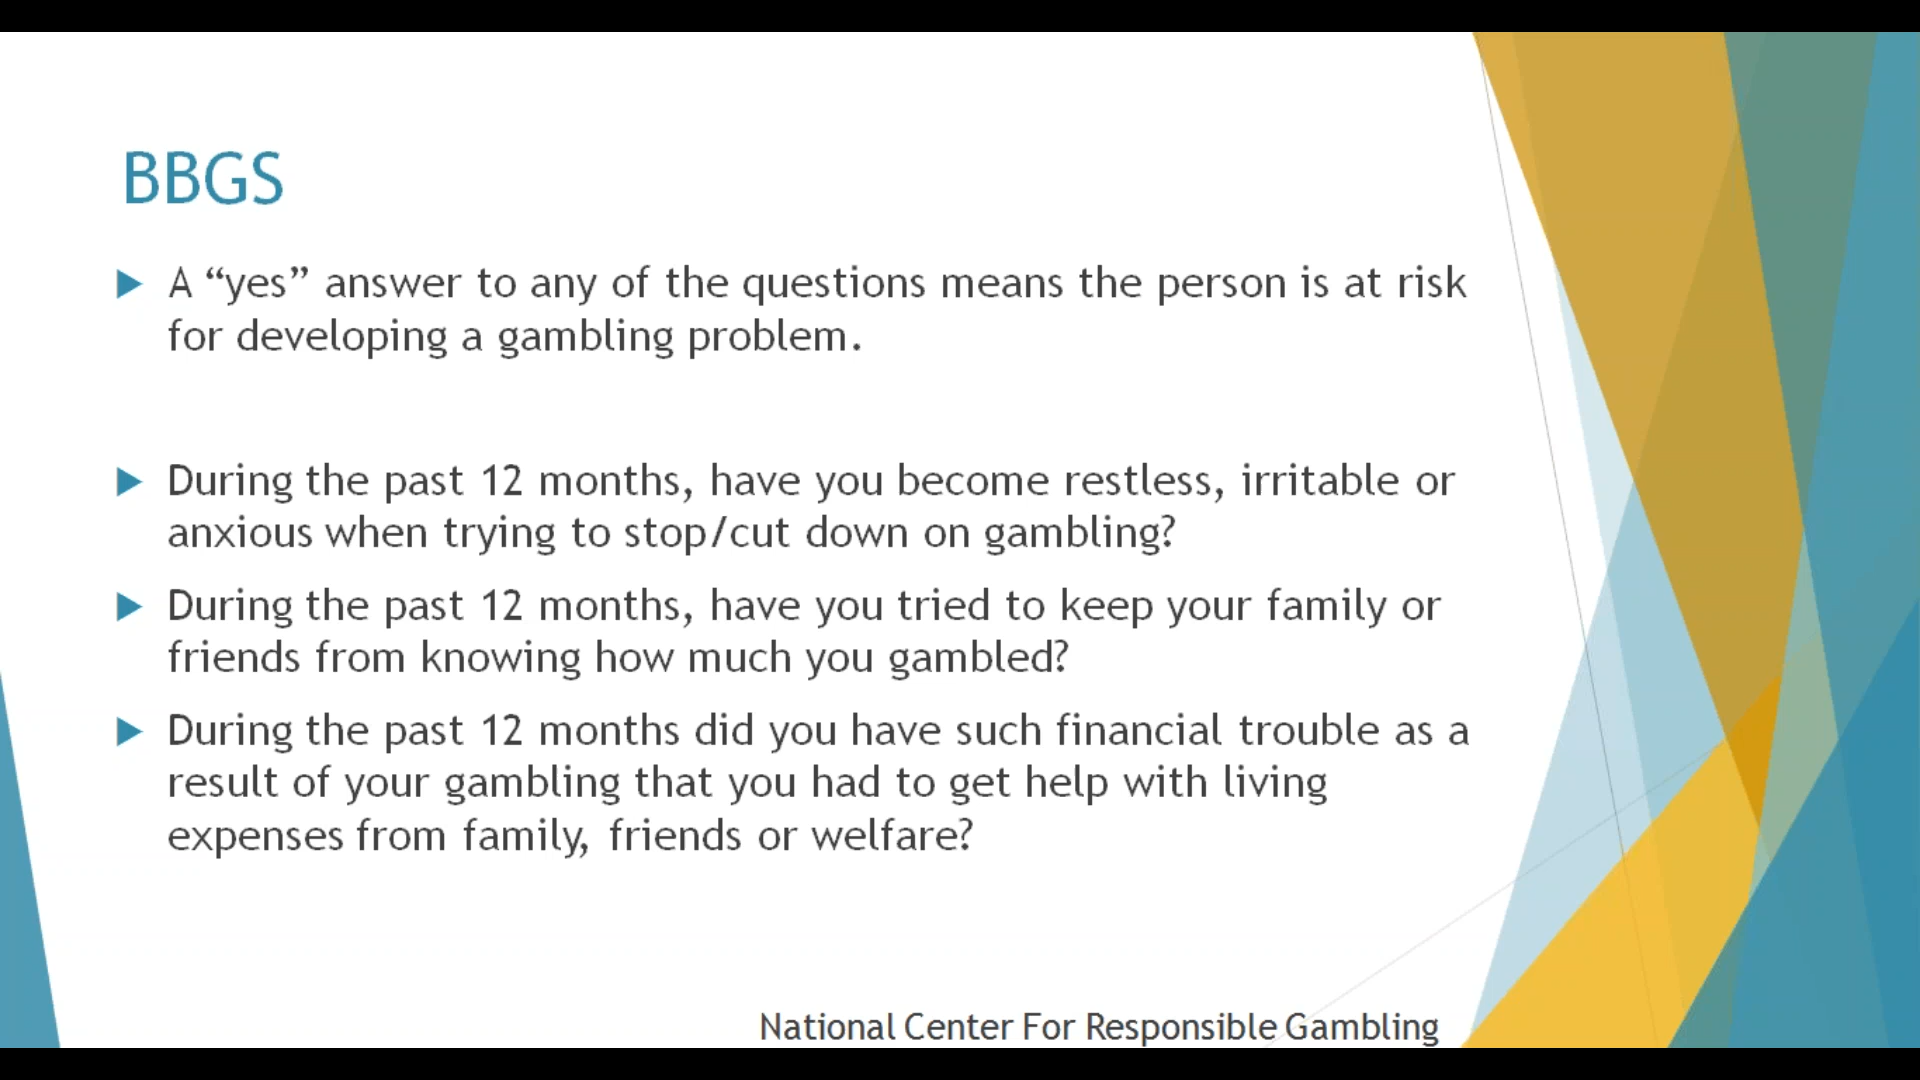 BBGS
A “yes” answer to any of the questions means the person is at risk
for developing a gambling problem.
During the past 12 months, have you become restless, irritable or
anxious when trying to stop/cut down on gambling?
During the past 12 months, have you tried to keep your family or
friends from knowing how much you gambled?
During the past 12 months did you have such financial trouble as a
result of your gambling that you had to get help with living
expenses from family, friends or welfare?
National Center For Responsible Gambling